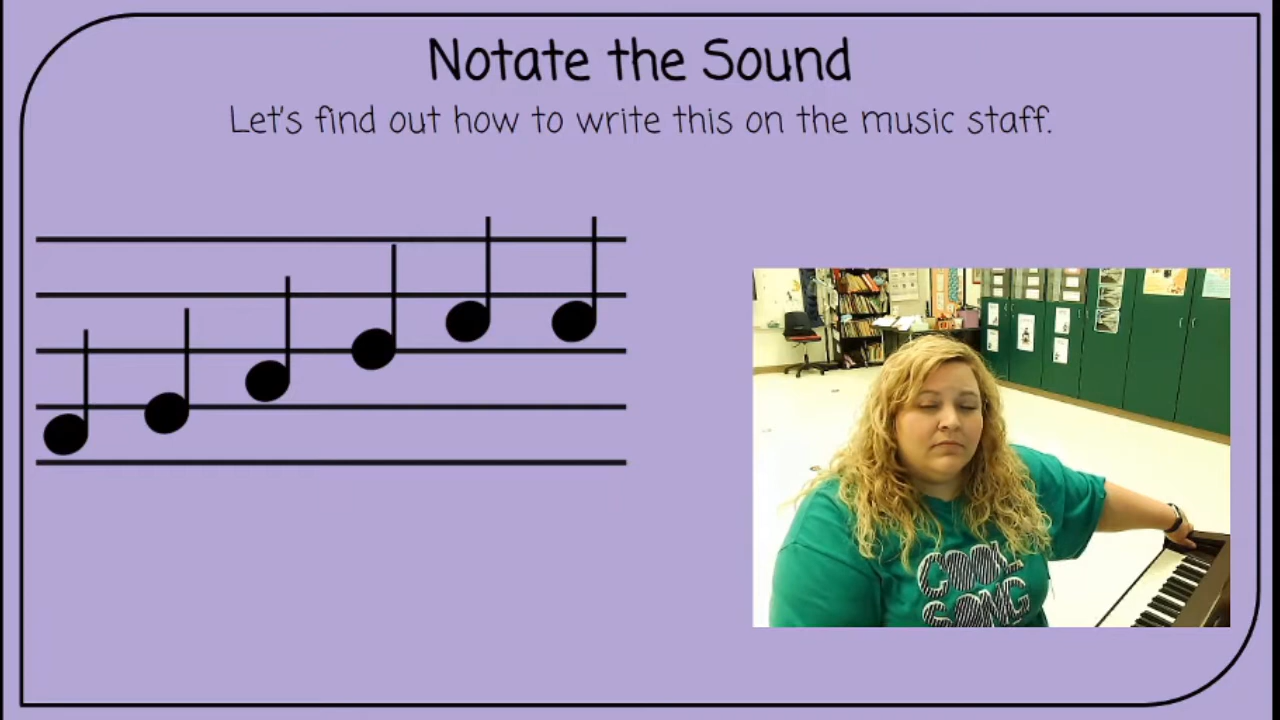 Notate the Sound
Let's find out how to write this on the music staff.
COOL
SONG